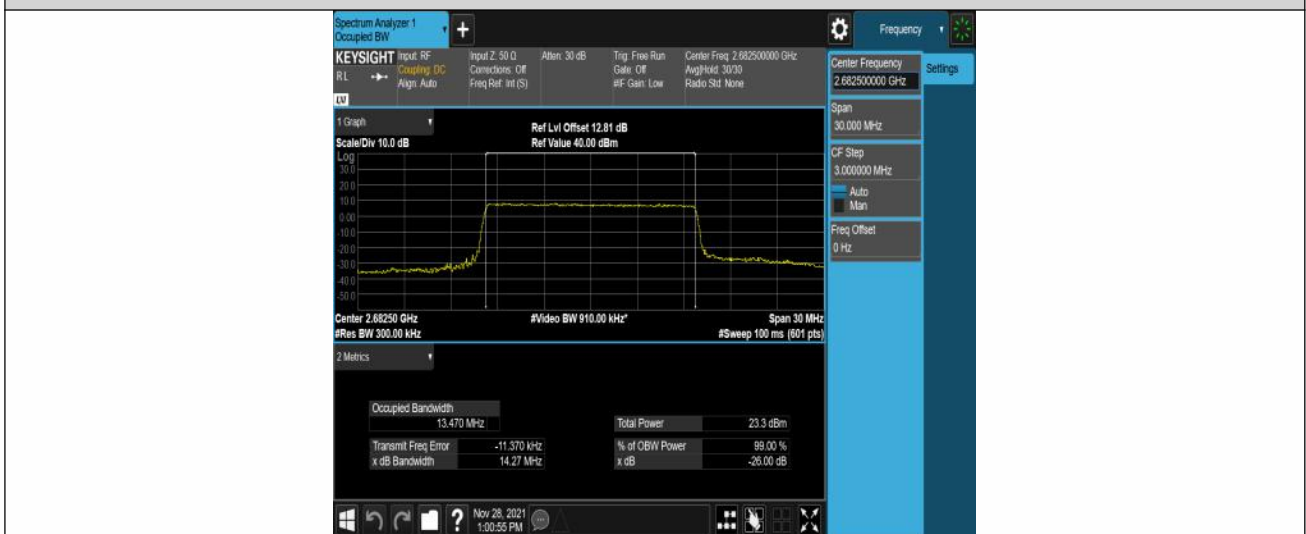 Spectrum Analyzer 1
Occupied BW
+
Frequency
KEYSIGHT
R L
LXI
Input: RF
Coupling: DC
Align: Auto
Input Z: 50 Ω
Corrections: Off
Freq Ref: Int (S)
Atten: 30 dB
Trig: Free Run
Gate: Off
#IF Gain: Low
Center Freq: 2.682500000 GHz
Avg|Hold: 30/30
Radio Std: None
Center Frequency
2.682500000 GHz
Settings
Span
30.000 MHz
CF Step
3.000000 MHz
Auto
Man
Freq Offset
0 Hz
1 Graph
Scale/Div 10.0 dB
Ref Lvl Offset 12.81 dB
Ref Value 40.00 dBm
Log
30.0
20.0
10.0
0.00
-10.0
-20.0
-30.0
-40.0
-50.0
Center 2.68250 GHz
#Video BW 910.00 kHz*
Span 30 MHz
#Res BW 300.00 kHz
#Sweep 100 ms (601 pts)
2 Metrics
Occupied Bandwidth
13.470 MHz
Total Power 23.3 dBm
Transmit Freq Error -11.370 kHz
% of OBW Power 99.00 %
x dB Bandwidth 14.27 MHz
x dB -26.00 dB
?
Nov 28, 2021
1:00:55 PM